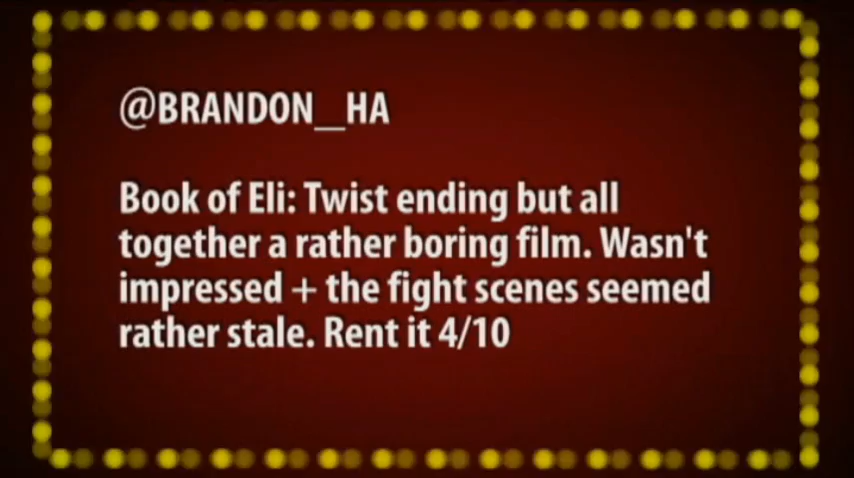 @BRANDON_HA
Book of Eli: Twist ending but all
together a rather boring film. Wasn't
impressed + the fight scenes seemed
rather stale. Rent it 4/10